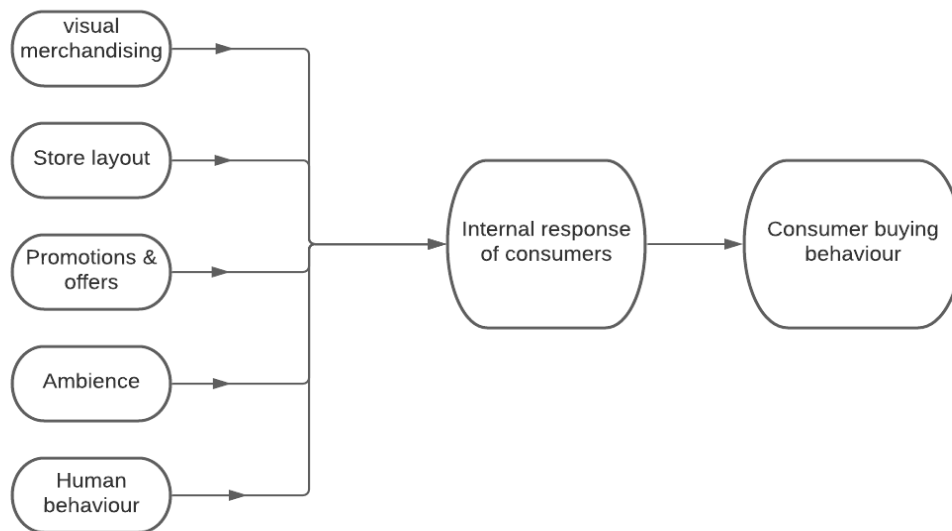 visual
merchandising
Store layout
Promotions &
offers
Ambience
Human
behaviour
Internal response
of consumers
Consumer buying
behaviour